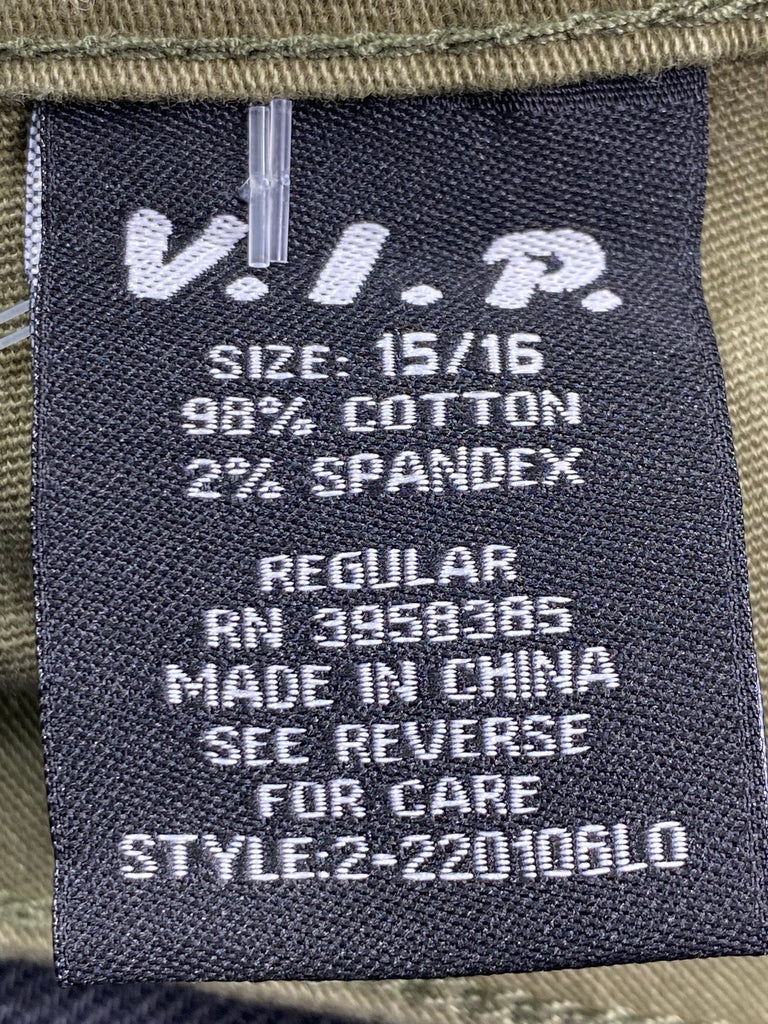 V.I.P.
SIZE: 15/16
98% COTTON
2% SPANDEX
REGULAR
RN 3958385
MADE IN CHINA
SEE REVERSE
FOR CARE
STYLE:2-220106LO